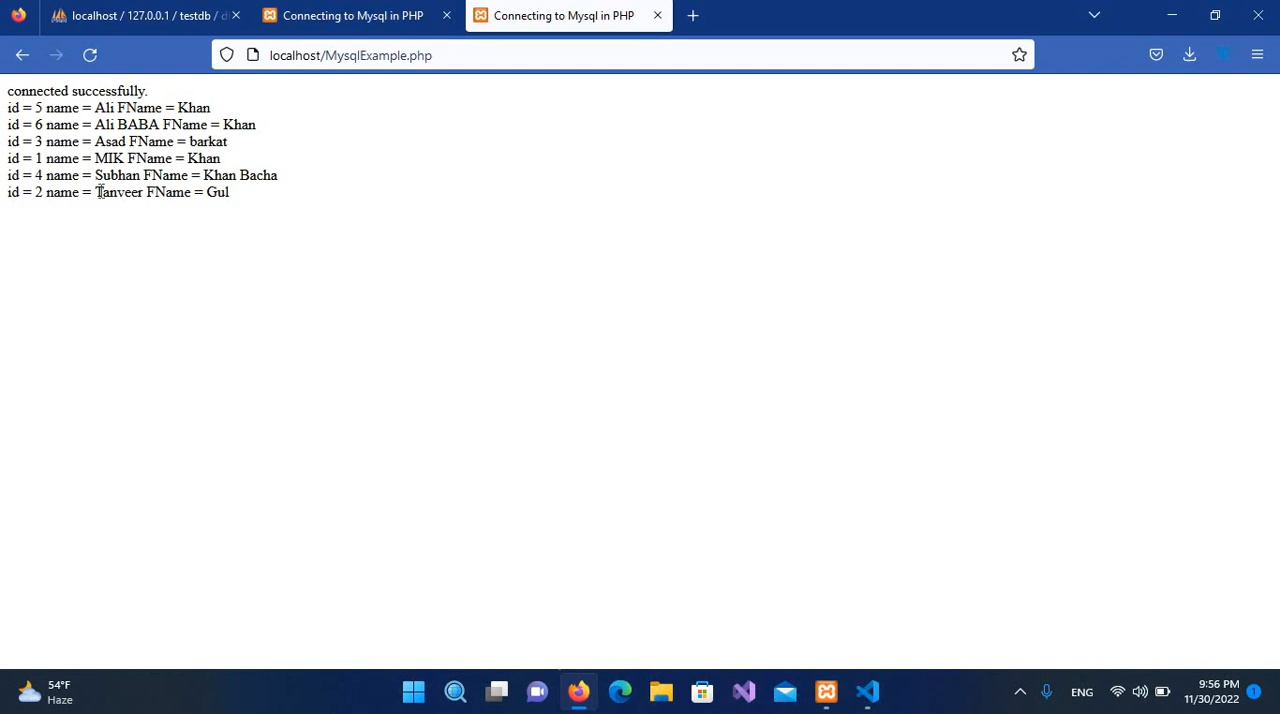 localhost / 127.0.0.1 / testdb / d
Connecting to Mysql in PHP
Connecting to Mysql in PHP
localhost/MysqlExample.php
connected successfully.
id = 5 name = Ali FName = Khan
id = 6 name = Ali BABA FName = Khan
id = 3 name = Asad FName = barkat
id = 1 name = MIK FName = Khan
id = 4 name = Subhan FName = Khan Bacha
id = 2 name = Tanveer FName = Gul
54°F
Haze
ENG
9:56 PM
11/30/2022
1